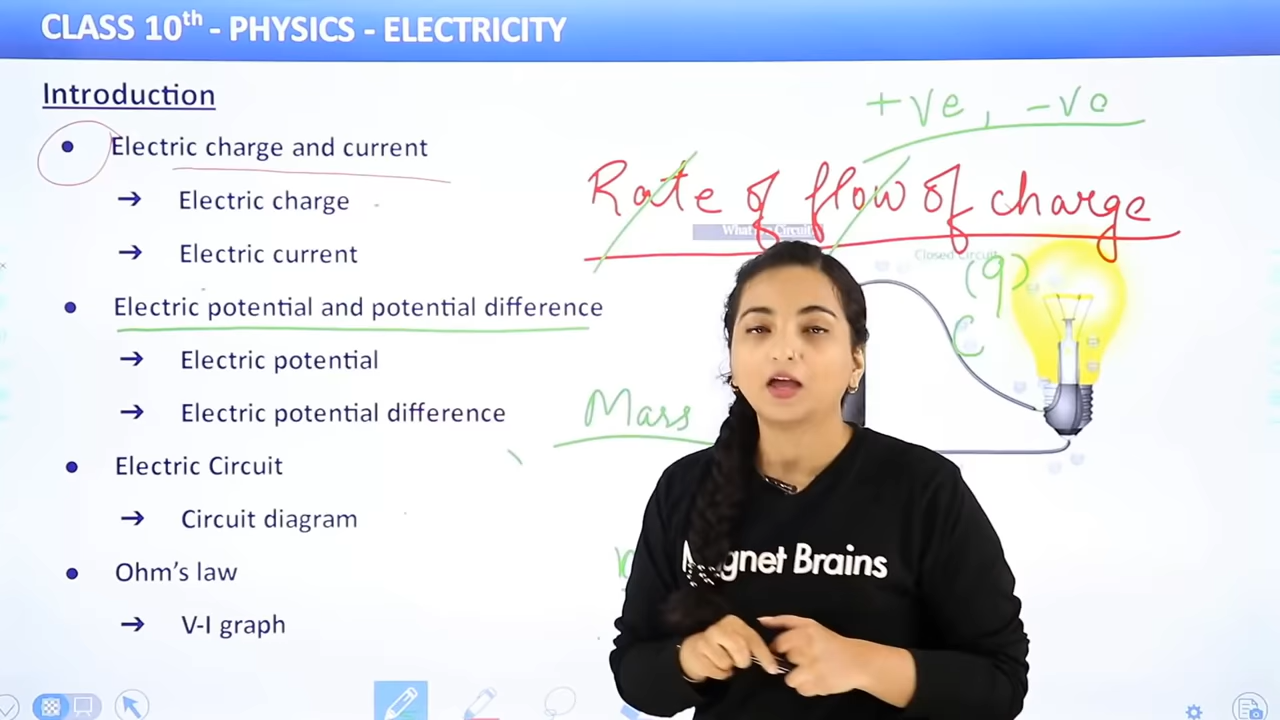 CLASS 10th - PHYSICS - ELECTRICITY
Introduction
• Electric charge and current
→ Electric charge
→ Electric current
• Electric potential and potential difference
→ Electric potential
→ Electric potential difference
• Electric Circuit
→ Circuit diagram
• Ohm's law
→ V-I graph
+ve, -ve
Rate of flow of charge
Closed Circuit
(q)
C
Mass
Magnet Brains